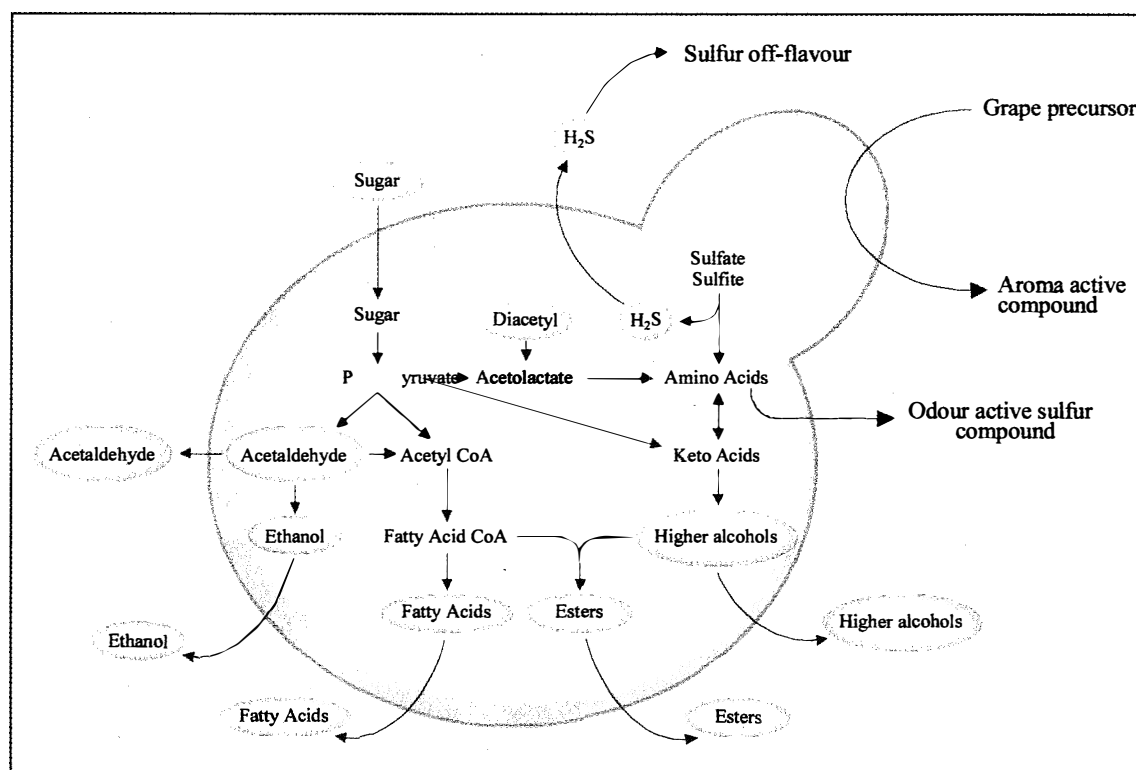 Sulfur off-flavour
Grape precursor
H₂S
Sugar
Sulfate
Sulfite
Aroma active
compound
Sugar
Diacetyl
H₂S
P yruvate
Acetolactate
Amino Acids
Odour active sulfur
compound
Acetaldehyde
Acetaldehyde
Acetyl CoA
Keto Acids
Ethanol
Fatty Acid CoA
Higher alcohols
Fatty Acids
Esters
Higher alcohols
Ethanol
Fatty Acids
Esters